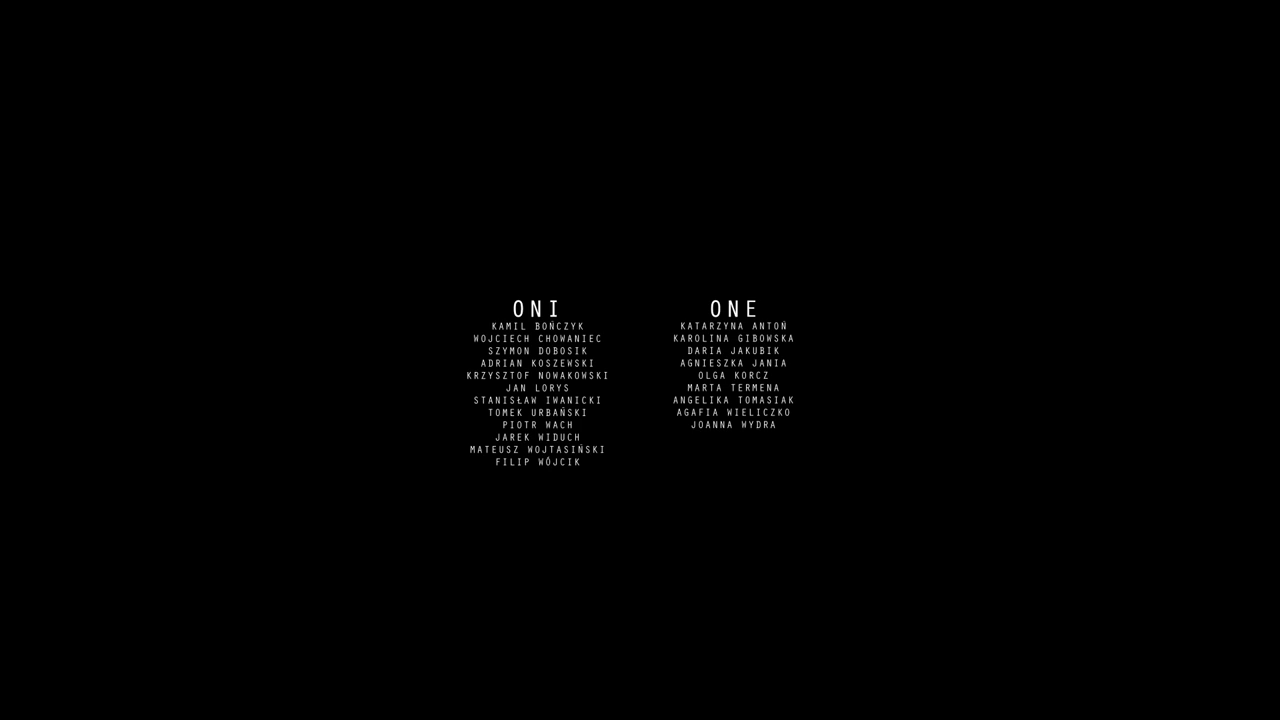 ONI
KAMIL BOŃCZYK
WOJCIECH CHOWANIEC
SZYMON DOBOSIK
ADRIAN KOSZEWSKI
KRZYSZTOF NOWAKOWSKI
JAN LORYS
STANISŁAW IWANICKI
TOMEK URBAŃSKI
PIOTR WACH
JAREK WIDUCH
MATEUSZ WOJTASIŃSKI
FILIP WÓJCIK
ONE
KATARZYNA ANTOŃ
KAROLINA GIBOWSKA
DARIA JAKUBIK
AGNIESZKA JANIA
OLGA KORCZ
MARTA TERMENA
ANGELIKA TOMASIAK
AGAFIA WIELICZKO
JOANNA WYDRA